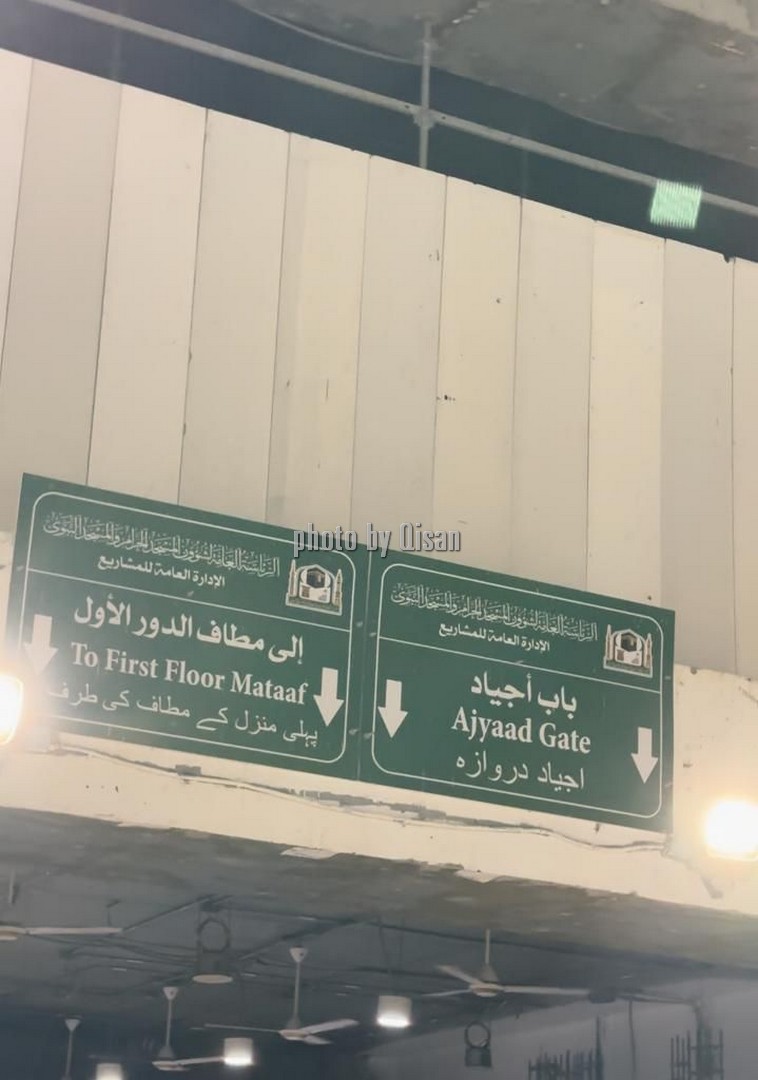 photo by Qisan
الرئاسة العامة لشؤون المسجد الحرام والمسجد النبوي
الإدارة العامة للمشاريع
إلى مطاف الدور الأول
To First Floor Mataaf
پہلی منزل کے مطاف کی طرف
الرئاسة العامة لشؤون المسجد الحرام والمسجد النبوي
الإدارة العامة للمشاريع
باب أجياد
Ajyaad Gate
اجیاد دروازه